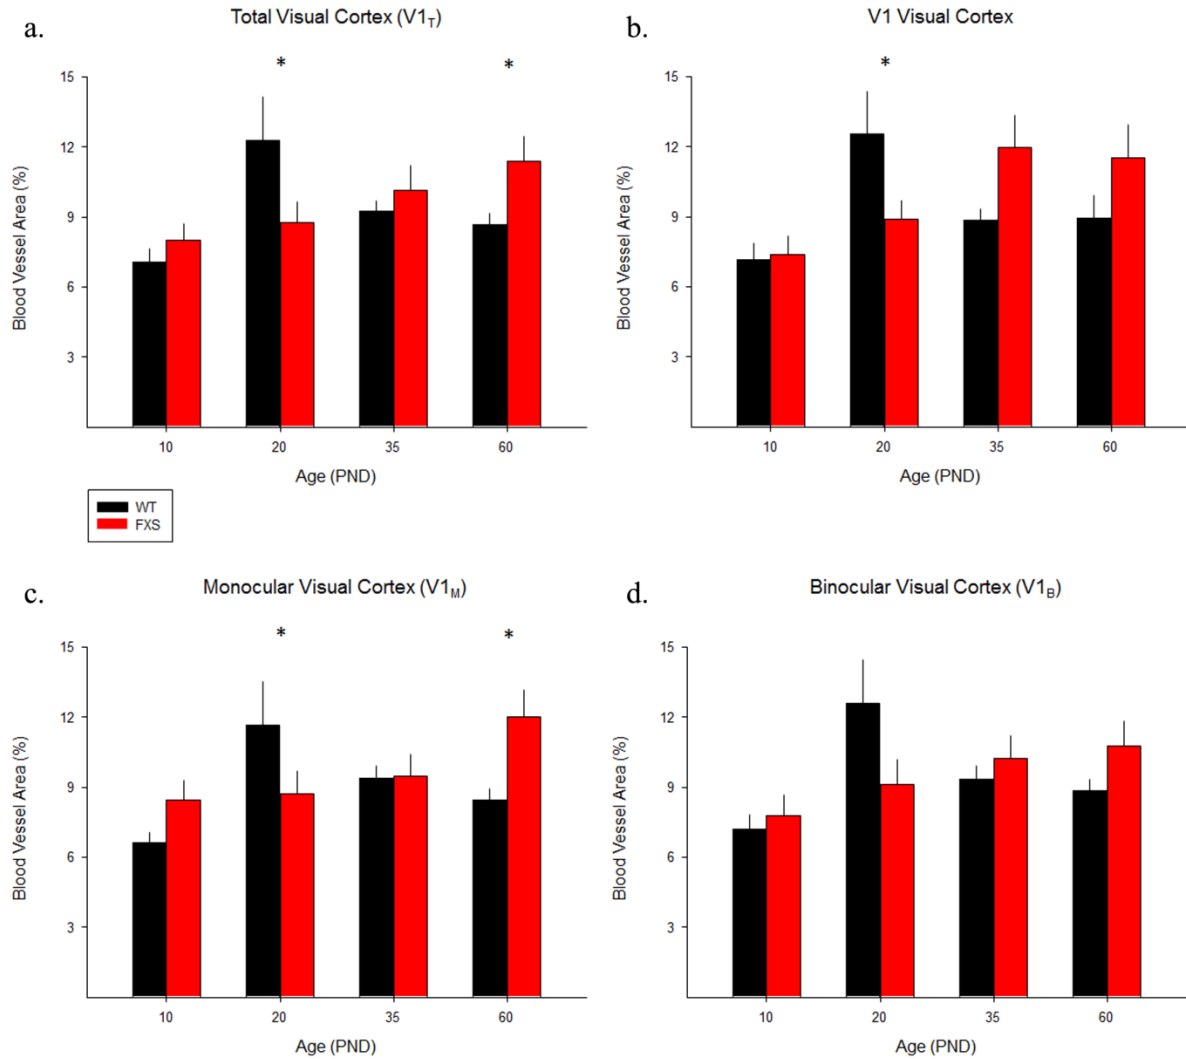 a.
Total Visual Cortex (V1T)
*
*
15
12
9
6
3
Blood Vessel Area (%)
10
20
35
60
Age (PND)
WT
FXS
b.
V1 Visual Cortex
*
15
12
9
6
3
Blood Vessel Area (%)
10
20
35
60
Age (PND)
c.
Monocular Visual Cortex (V1M)
*
*
15
12
9
6
3
Blood Vessel Area (%)
10
20
35
60
Age (PND)
d.
Binocular Visual Cortex (V1B)
15
12
9
6
3
Blood Vessel Area (%)
10
20
35
60
Age (PND)